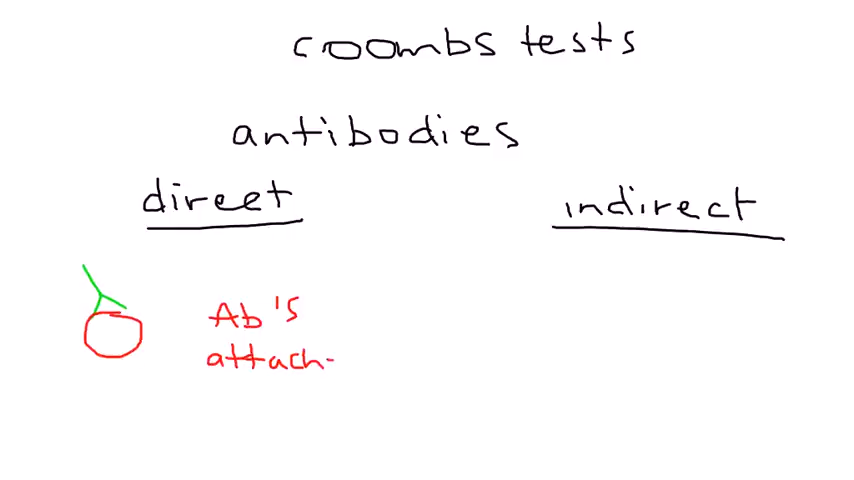 coombs tests
antibodies
direct
indirect
Ab's
attach-